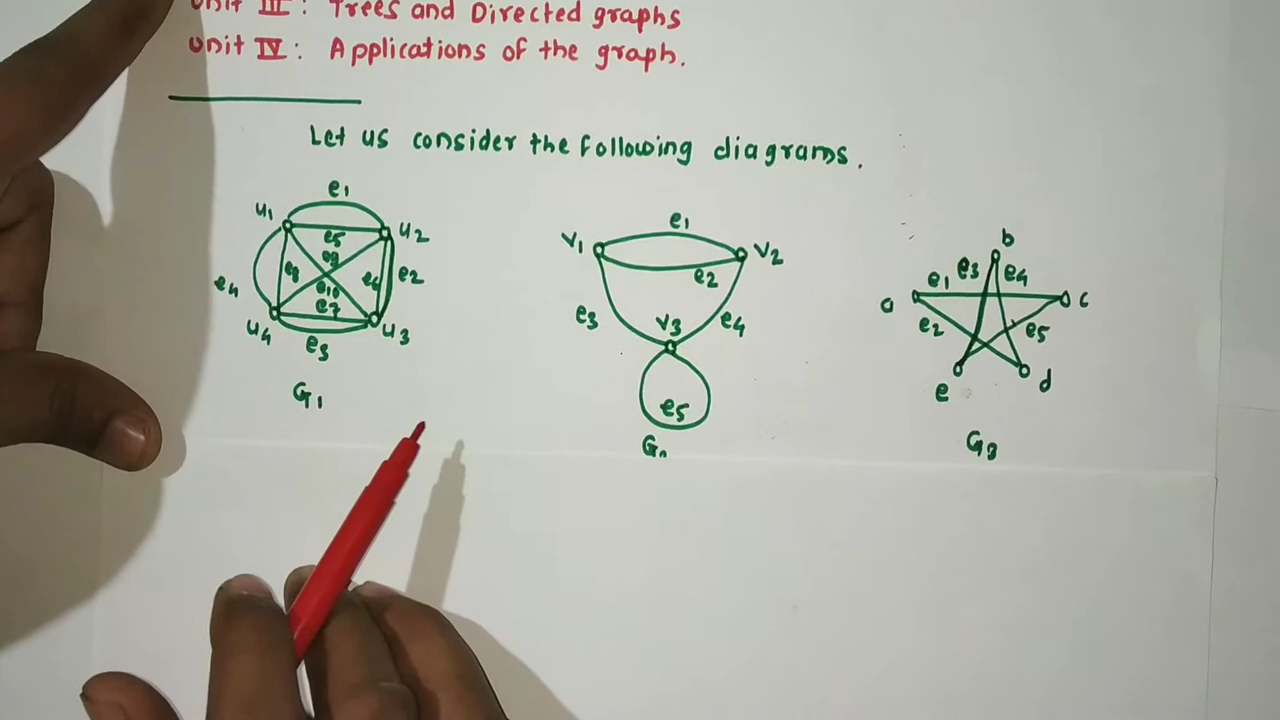 Unit III: Trees and Directed graphs
Unit IV: Applications of the graph.
Let us consider the following diagrams.
e1
u1 u2
e5
e9
e4 e8 e6 e2
e10
e7
u4 u3
e3
G1
e1
v1 v2
e2
e3 v3 e4
e5
b
e3 e4
e1
a c
e2 e5
e d
G3